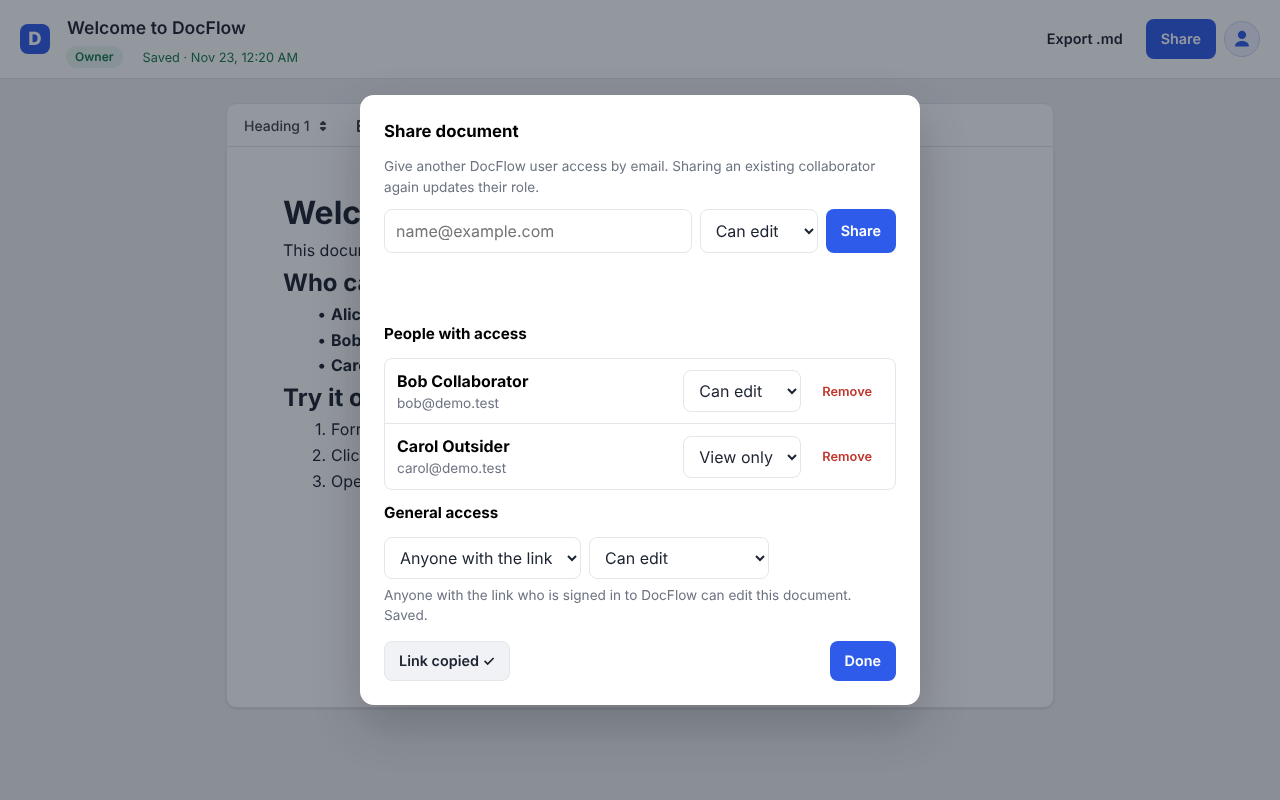 D
Welcome to DocFlow
Owner
Saved · Nov 23, 12:20 AM
Export .md
Share
Heading 1
Share document
Give another DocFlow user access by email. Sharing an existing collaborator
again updates their role.
name@example.com
Can edit
Share
People with access
Bob Collaborator
bob@demo.test
Can edit
Remove
Carol Outsider
carol@demo.test
View only
Remove
General access
Anyone with the link
Can edit
Anyone with the link who is signed in to DocFlow can edit this document.
Saved.
Link copied ✓
Done
This
Try it
1.
2.
3.